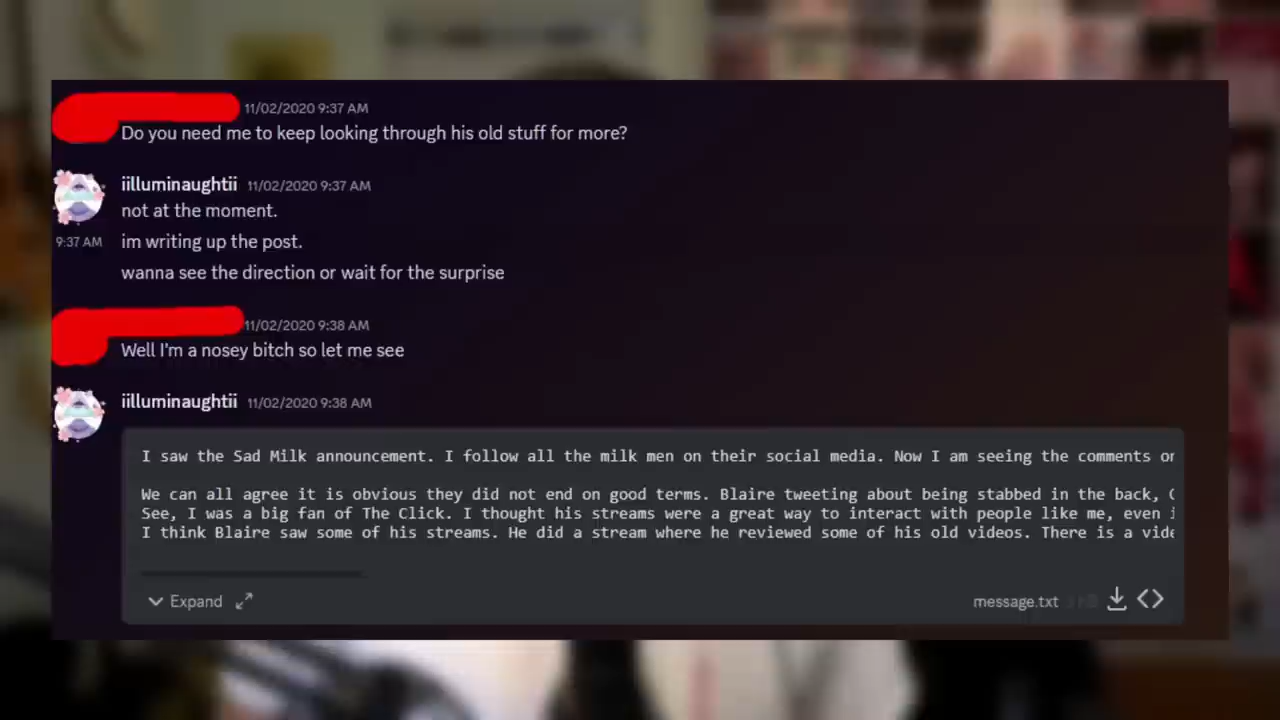 11/02/2020 9:37 AM
Do you need me to keep looking through his old stuff for more?
iilluminaughtii 11/02/2020 9:37 AM
not at the moment.
9:37 AM im writing up the post.
wanna see the direction or wait for the surprise
11/02/2020 9:38 AM
Well I'm a nosey bitch so let me see
iilluminaughtii 11/02/2020 9:38 AM
I saw the Sad Milk announcement. I follow all the milk men on their social media. Now I am seeing the comments on
We can all agree it is obvious they did not end on good terms. Blaire tweeting about being stabbed in the back,
See, I was a big fan of The Click. I thought his streams were a great way to interact with people like me, even
I think Blaire saw some of his streams. He did a stream where he reviewed some of his old videos. There is a
Expand
message.txt